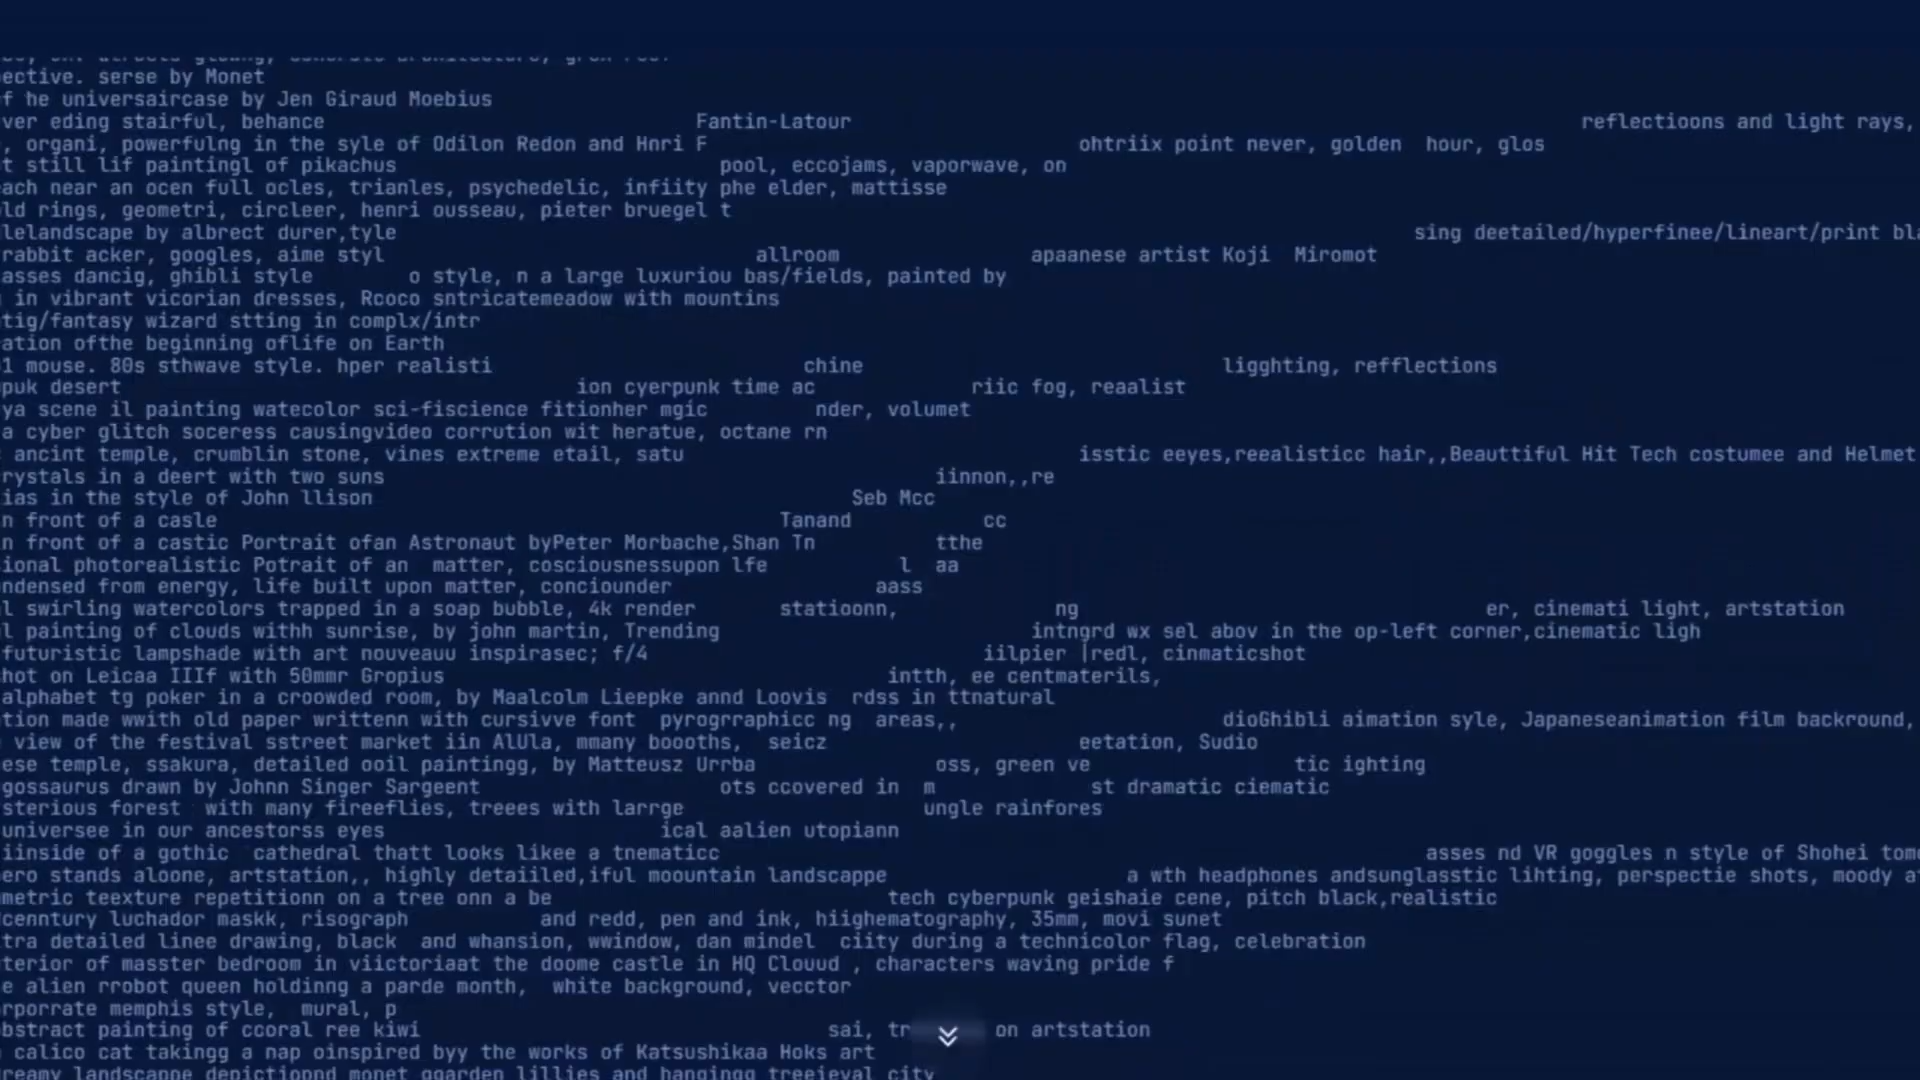 ective. serse by Monet
f he universaircase by Jen Giraud Moebius
ver eding stairful, behance Fantin-Latour reflectioons and light rays,
, organi, powerfulng in the syle of Odilon Redon and Hnri F ohtriix point never, golden hour, glos
t still lif paintingl of pikachus pool, eccojams, vaporwave, on
ach near an ocen full ocles, trianles, psychedelic, infiity phe elder, mattisse
ld rings, geometri, circleer, henri ousseau, pieter bruegel t
lelandscape by albrect durer,tyle sing deetailed/hyperfinee/lineart/print bla
rabbit acker, googles, aime styl allroom apaanese artist Koji Miromot
asses dancig, ghibli style o style, n a large luxuriou bas/fields, painted by
in vibrant vicorian dresses, Rcoco sntricatemeadow with mountins
tig/fantasy wizard stting in complx/intr
ation ofthe beginning oflife on Earth
1 mouse. 80s sthwave style. hper realisti chine ligghting, refflections
puk desert ion cyerpunk time ac riic fog, reaalist
ya scene il painting watecolor sci-fiscience fitionher mgic nder, volumet
a cyber glitch soceress causingvideo corrution wit heratue, octane rn
ancint temple, crumblin stone, vines extreme etail, satu isstic eeyes,reealisticc hair,,Beauttiful Hit Tech costumee and Helmet
rystals in a deert with two suns iinnon,,re
ias in the style of John llison Seb Mcc
n front of a casle Tanand cc
n front of a castic Portrait ofan Astronaut byPeter Morbache,Shan Tn tthe
ional photorealistic Potrait of an matter, cosciousnessupon lfe l aa
ndensed from energy, life built upon matter, conciounder aass
l swirling watercolors trapped in a soap bubble, 4k render statioonn, ng er, cinemati light, artstation
l painting of clouds withh sunrise, by john martin, Trending intngrd wx sel abov in the op-left corner,cinematic ligh
futuristic lampshade with art nouveauu inspirasec; f/4 iilpier |redl, cinmaticshot
hot on Leicaa IIIf with 50mmr Gropius intth, ee centmaterils,
alphabet tg poker in a croowded room, by Maalcolm Lieepke annd Loovis rdss in ttnatural
tion made wwith old paper writtenn with cursivve font pyrogrraphicc ng areas,, dioGhibli aimation syle, Japaneseanimation film backround,
view of the festival sstreet market iin AlUla, mmany boooths, seicz eetation, Sudio
ese temple, ssakura, detailed ooil paintingg, by Matteusz Urrba oss, green ve tic ighting
gossaurus drawn by Johnn Singer Sargeent ots ccovered in m st dramatic ciematic
sterious forest with many fireeflies, treees with larrge ungle rainfores
universee in our ancestorss eyes ical aalien utopiann
iinside of a gothic cathedral thatt looks likee a tnematicc asses nd VR goggles n style of Shohei tomo
ero stands aloone, artstation,, highly detaiiled,iful moountain landscappe a wth headphones andsunglasstic lihting, perspectie shots, moody at
metric teexture repetitionn on a tree onn a be tech cyberpunk geishaie cene, pitch black,realistic
cenntury luchador maskk, risograph and redd, pen and ink, hiighematography, 35mm, movi sunet
tra detailed linee drawing, black and whansion, wwindow, dan mindel ciity during a technicolor flag, celebration
terior of masster bedroom in viictoriaat the doome castle in HQ Clouud , characters waving pride f
e alien rrobot queen holdinng a parde month, white background, vecctor
rporrate memphis style, mural, p
bstract painting of ccoral ree kiwi sai, tr on artstation
calico cat takingg a nap oinspired byy the works of Katsushikaa Hoks art
reamy landscappe depictiopnd monet ggarden lillies and hangingg treeieval city